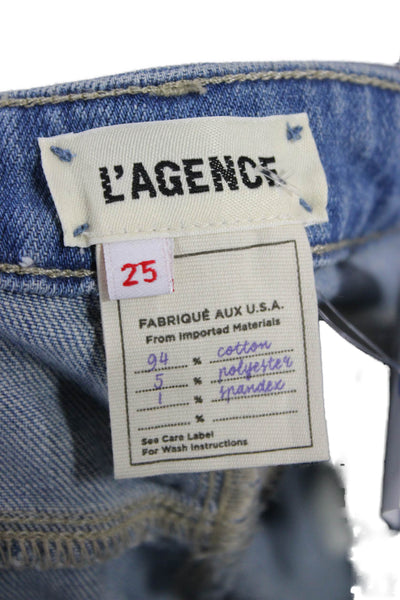 L'AGENCE
25
FABRIQUÉ AUX U.S.A.
From Imported Materials
94 % cotton
5 % polyester
1 % spandex
%
See Care Label
For Wash Instructions